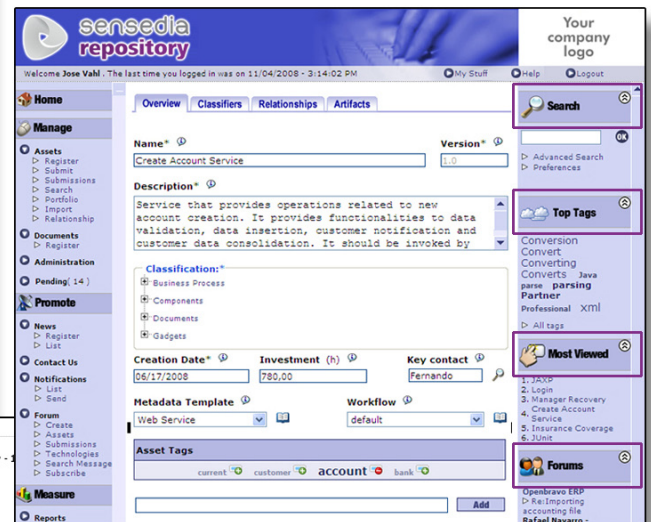 sensedia
repository
Your
company
logo
Welcome Jose Vahl . The last time you logged in was on 11/04/2008 - 3:14:02 PM
My Stuff
Help
Logout
Home
Manage
Assets
Register
Submit
Submissions
Search
Portfolio
Import
Relationship
Documents
Register
Administration
Pending( 14 )
Promote
News
Register
List
Contact Us
Notifications
List
Send
Forum
Create
Assets
Submissions
Technologies
Search Message
Subscribe
Measure
Reports
Overview
Classifiers
Relationships
Artifacts
Name*
Version*
Create Account Service
1.0
Description*
Service that provides operations related to new
account creation. It provides functionalities to data
validation, data insertion, customer notification and
customer data consolidation. It should be invoked by
Classification:*
Business Process
Components
Documents
Gadgets
Creation Date*
Investment (h)
Key contact
06/17/2008
780,00
Fernando
Metadata Template
Workflow
Web Service
default
Asset Tags
current
customer
account
bank
Add
Search
OK
Advanced Search
Preferences
Top Tags
Conversion
Convert
Converting
Converts Java
parse parsing
Partner
Professional xml
All tags
Most Viewed
1. JAXP
2. Login
3. Manager Recovery
4. Create Account
Service
5. Insurance Coverage
6. JUnit
Forums
Openbravo ERP
Re:Importing
accounting file
Rafael Navarro -